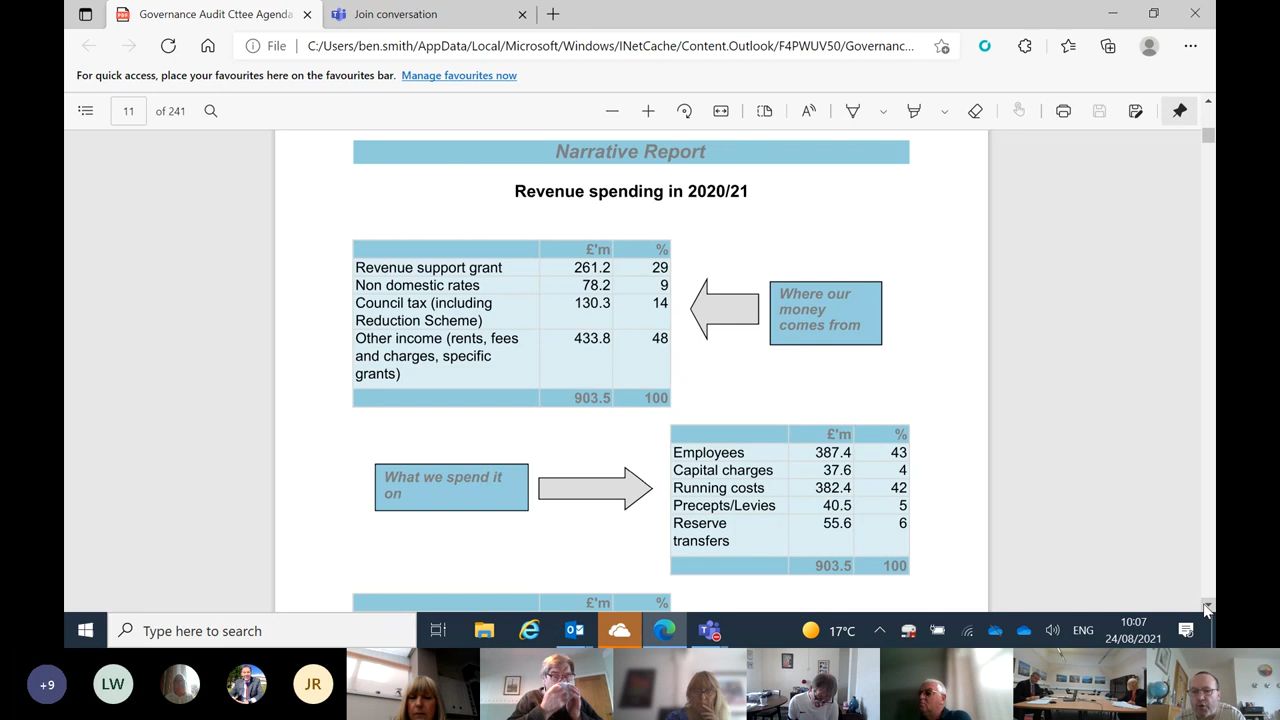 Governance Audit Cttee Agenda
Join conversation
File
C:/Users/ben.smith/AppData/Local/Microsoft/Windows/INetCache/Content.Outlook/F4PWUV50/Governanc...
For quick access, place your favourites here on the favourites bar. Manage favourites now
11 of 241
Narrative Report
Revenue spending in 2020/21
£'m %
Revenue support grant 261.2 29
Non domestic rates 78.2 9
Council tax (including 130.3 14
Reduction Scheme)
Other income (rents, fees 433.8 48
and charges, specific
grants)
903.5 100
Where our
money
comes from
What we spend it
on
£'m %
Employees 387.4 43
Capital charges 37.6 4
Running costs 382.4 42
Precepts/Levies 40.5 5
Reserve 55.6 6
transfers
903.5 100
£'m %
Type here to search
17°C
ENG
10:07
24/08/2021
+9
LW
JR